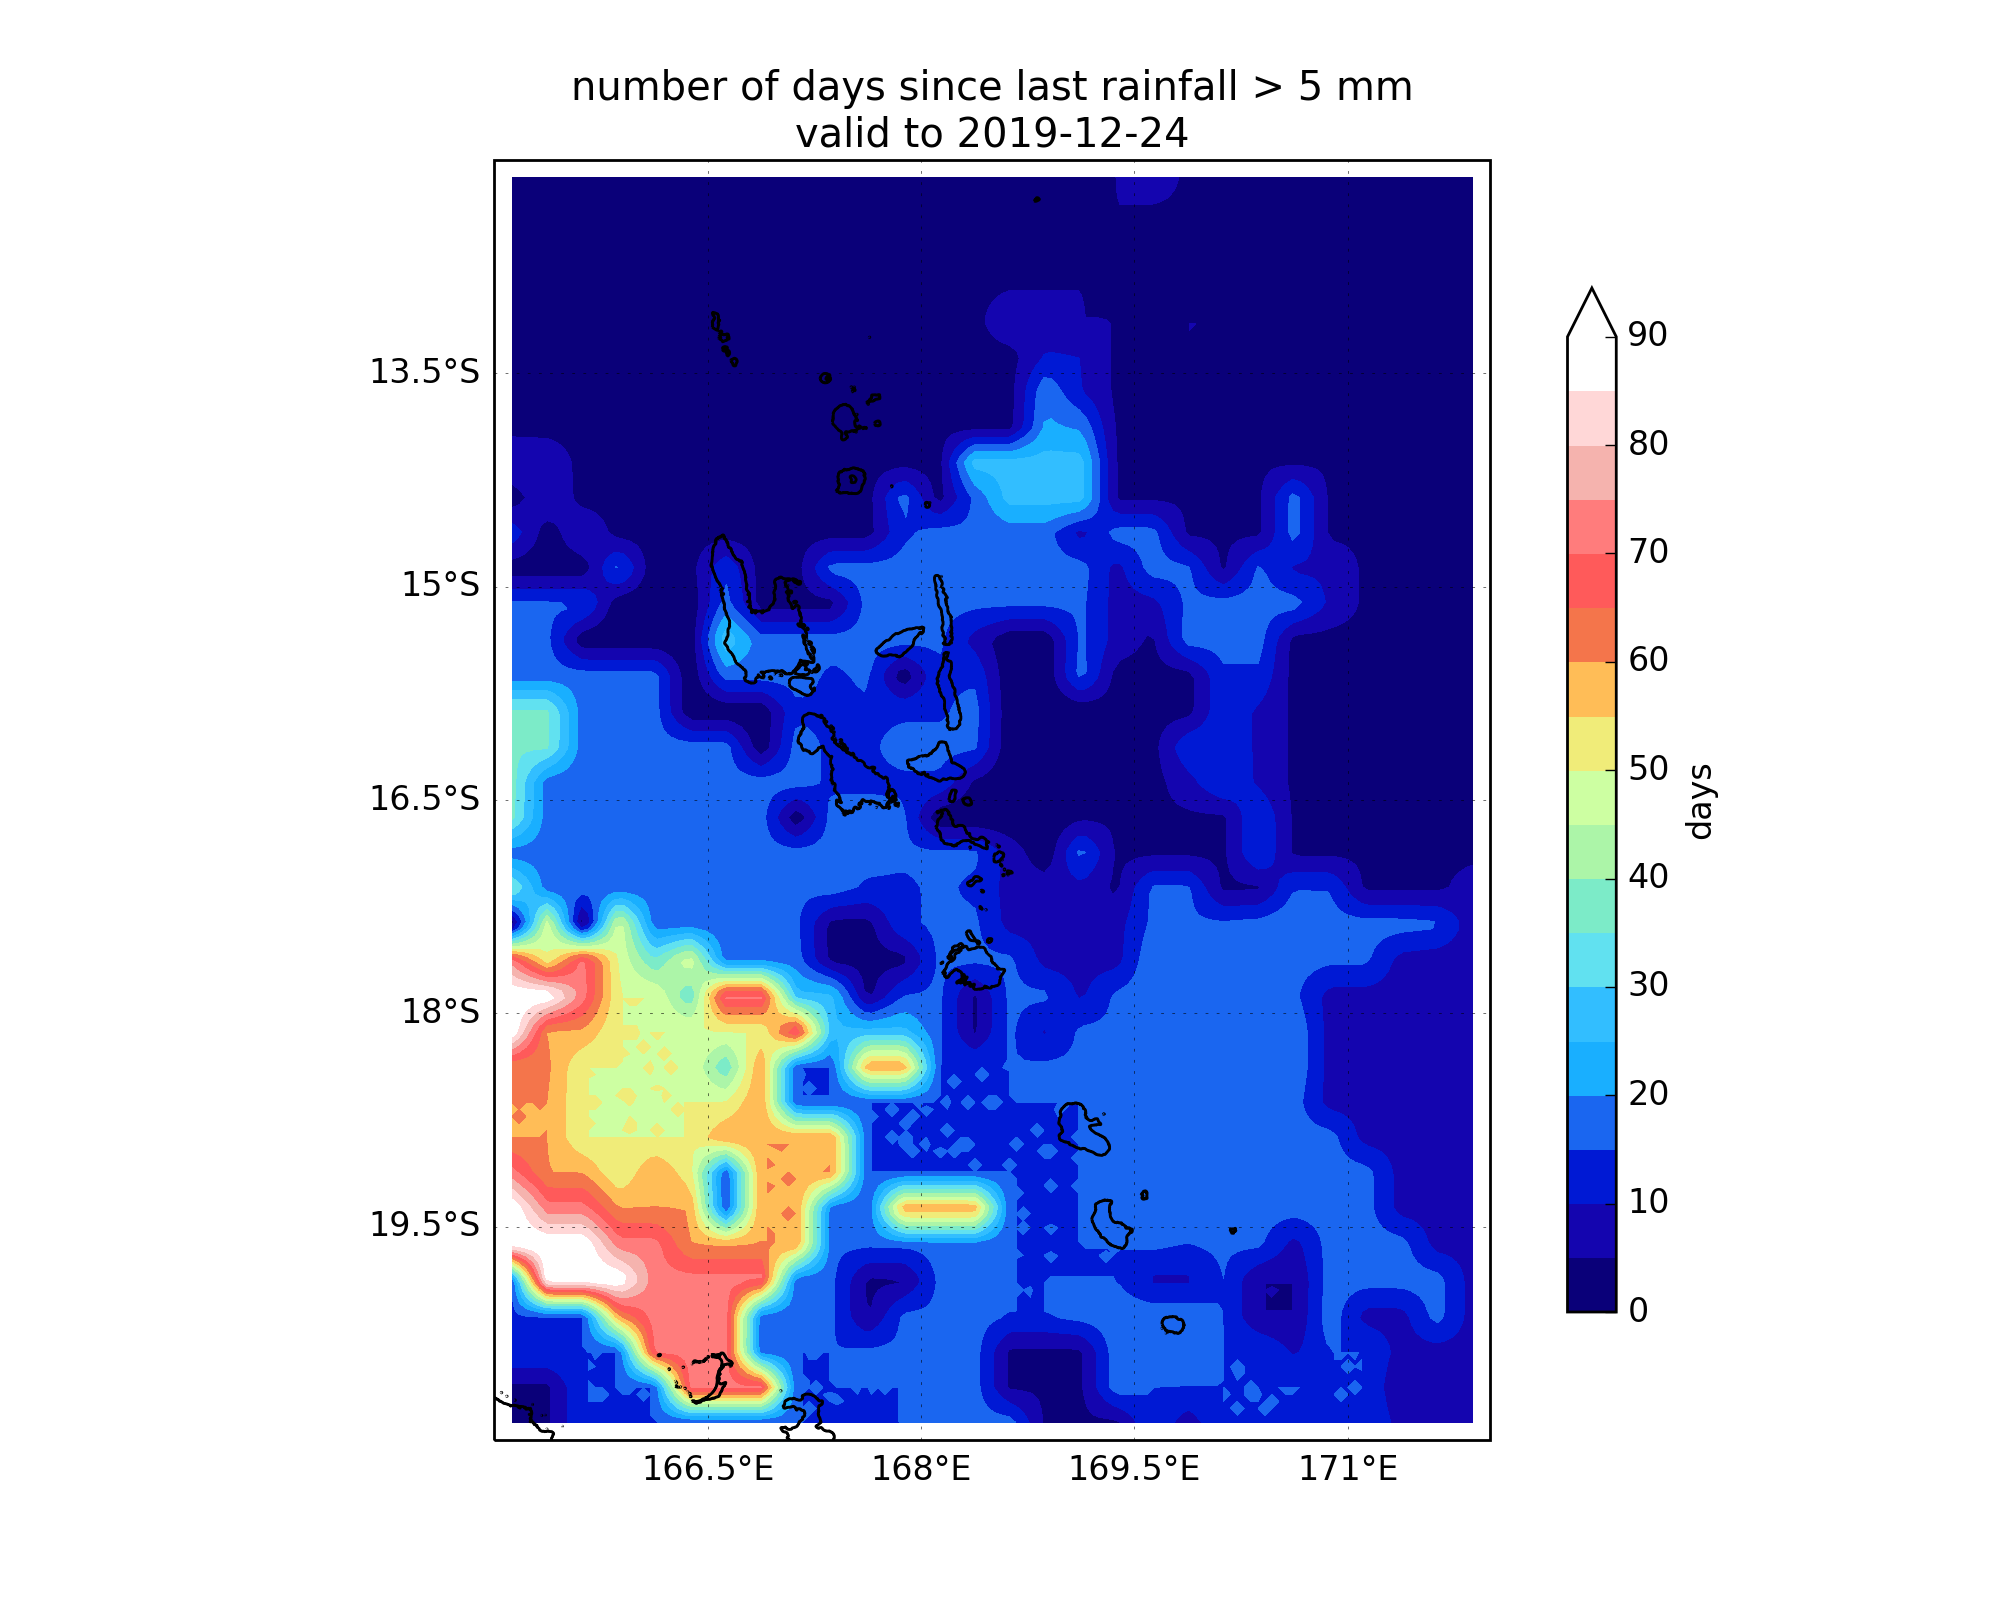 number of days since last rainfall > 5 mm
valid to 2019-12-24
13.5°S
15°S
16.5°S
18°S
19.5°S
166.5°E
168°E
169.5°E
171°E
90
80
70
60
50
40
30
20
10
0
days